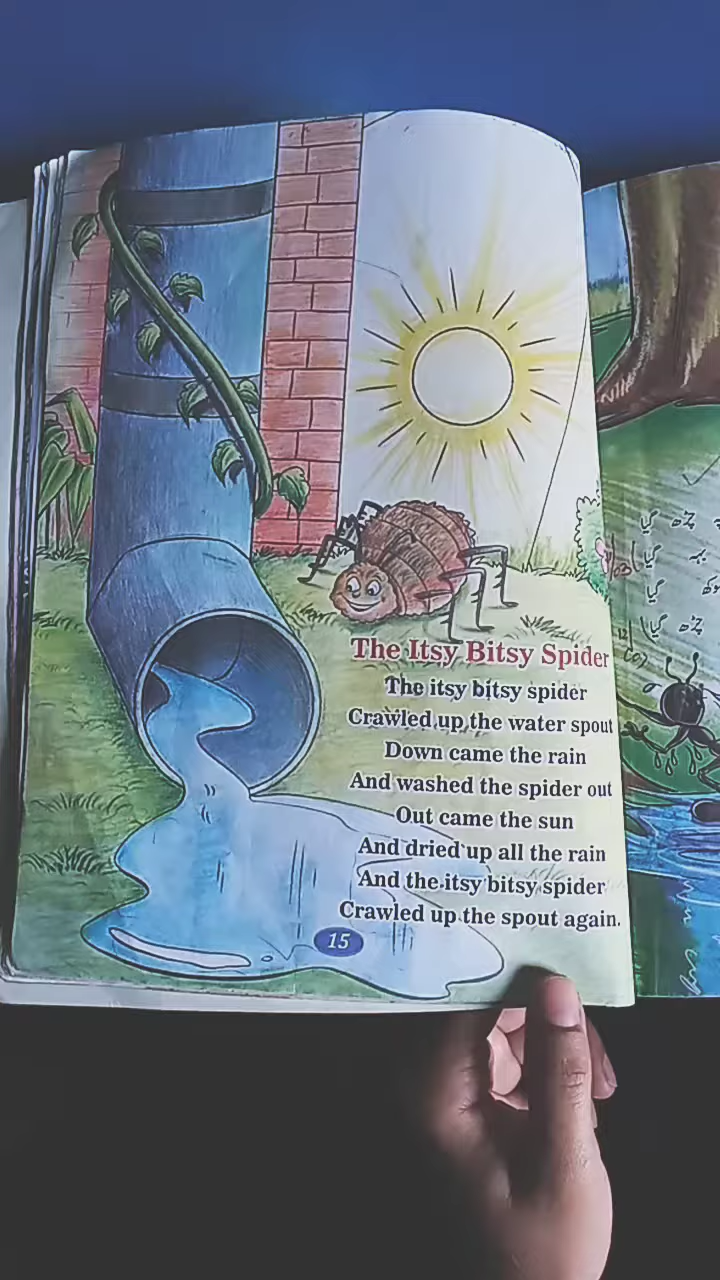 The Itsy Bitsy Spider
The itsy bitsy spider
Crawled up the water spout
Down came the rain
And washed the spider out
Out came the sun
And dried up all the rain
And the itsy bitsy spider
Crawled up the spout again.
15